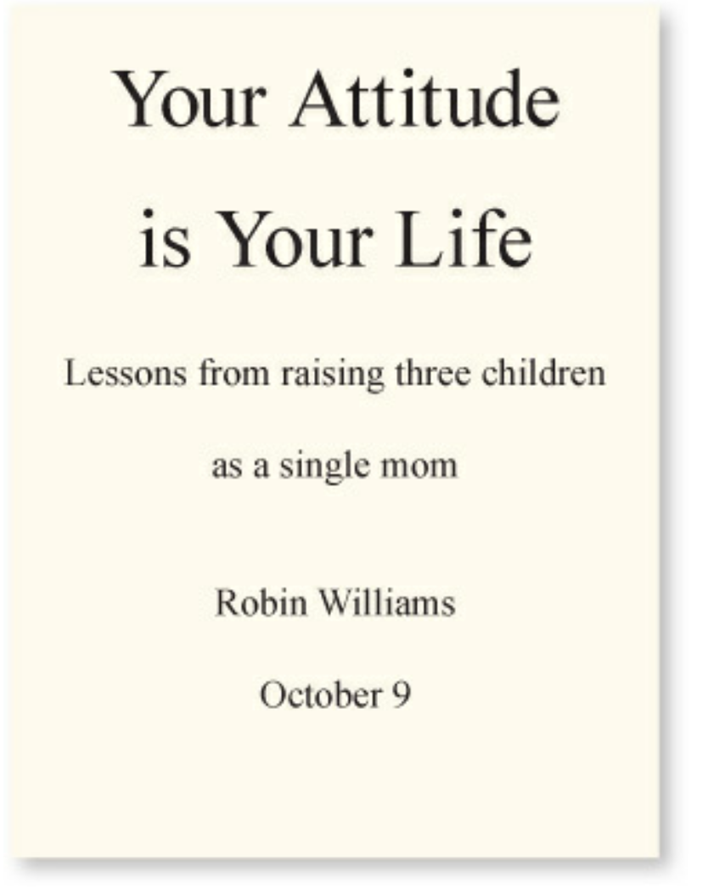 Your Attitude
is Your Life
Lessons from raising three children
as a single mom
Robin Williams
October 9